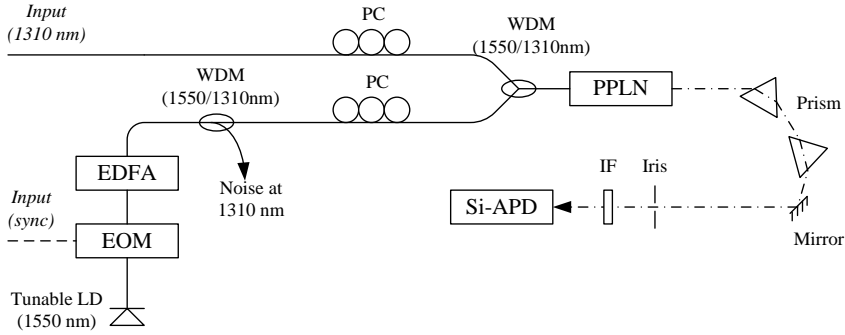 Input
(1310 nm)
PC
WDM
(1550/1310nm)
WDM
(1550/1310nm)
PC
PPLN
Prism
EDFA
Noise at
1310 nm
Input
(sync)
EOM
Si-APD
IF
Iris
Mirror
Tunable LD
(1550 nm)